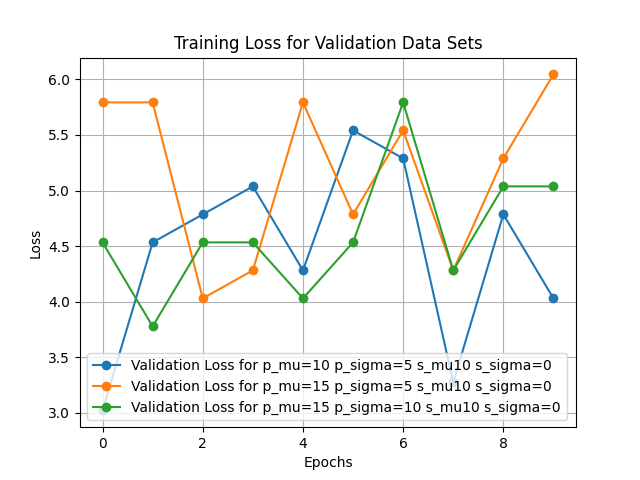 Training Loss for Validation Data Sets
Loss
6.0
5.5
5.0
4.5
4.0
3.5
3.0
Validation Loss for p_mu=10 p_sigma=5 s_mu10 s_sigma=0
Validation Loss for p_mu=15 p_sigma=5 s_mu10 s_sigma=0
Validation Loss for p_mu=15 p_sigma=10 s_mu10 s_sigma=0
0 2 4 6 8
Epochs